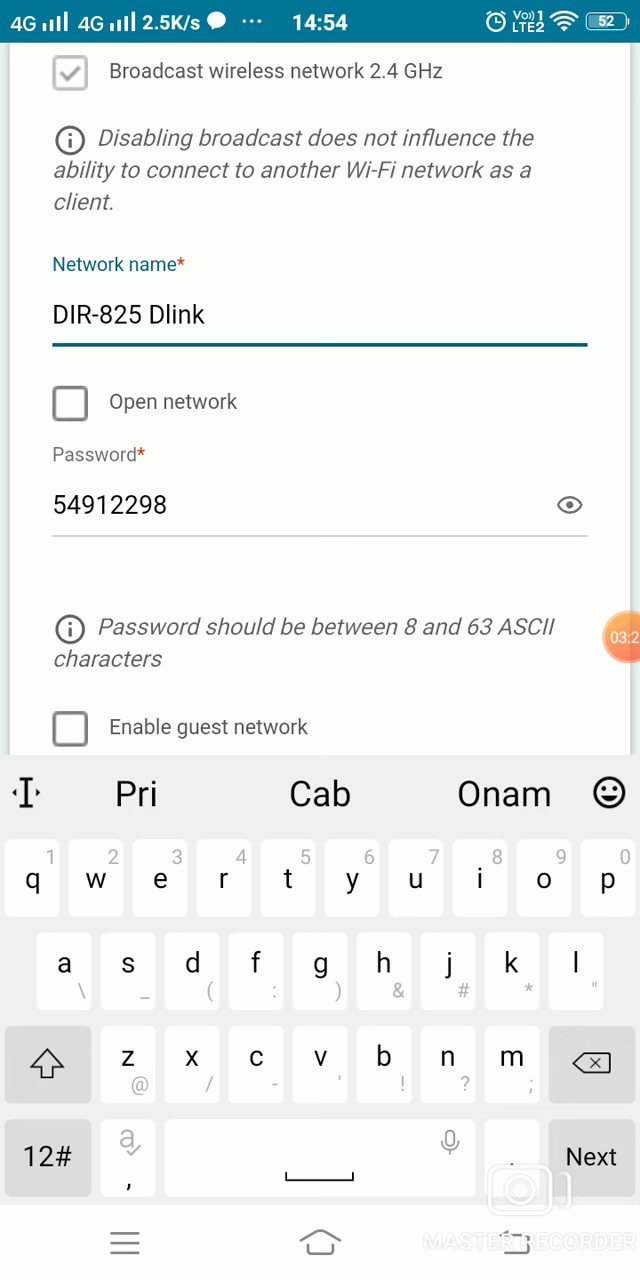 4G 4G 2.5K/s ··· 14:54 Vo) 1 LTE2 52
Broadcast wireless network 2.4 GHz
Disabling broadcast does not influence the
ability to connect to another Wi-Fi network as a
client.
Network name*
DIR-825 Dlink
Open network
Password*
54912298
Password should be between 8 and 63 ASCII
characters
03:2
Enable guest network
Pri Cab Onam
1 2 3 4 5 6 7 8 9 0
q w e r t y u i o p
a s d f g h j k l
\ _ ( : ) & # * "
z x c v b n m
@ / - ' ! ? ;
12# a , . Next
MASTER RECORDER